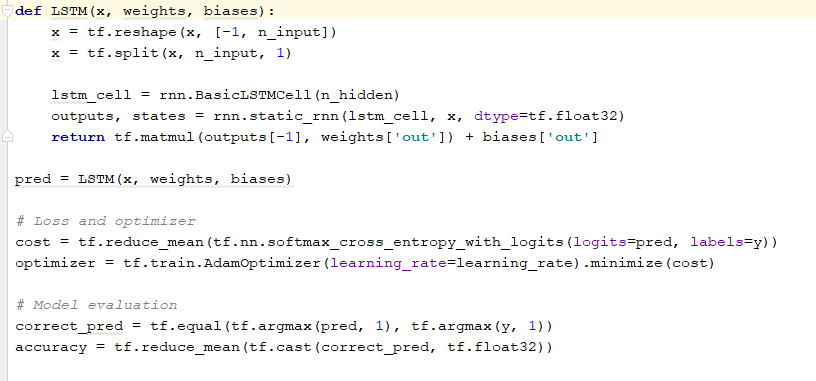 def LSTM(x, weights, biases):
    x = tf.reshape(x, [-1, n_input])
    x = tf.split(x, n_input, 1)
    lstm_cell = rnn.BasicLSTMCell(n_hidden)
    outputs, states = rnn.static_rnn(lstm_cell, x, dtype=tf.float32)
    return tf.matmul(outputs[-1], weights['out']) + biases['out']
pred = LSTM(x, weights, biases)
# Loss and optimizer
cost = tf.reduce_mean(tf.nn.softmax_cross_entropy_with_logits(logits=pred, labels=y))
optimizer = tf.train.AdamOptimizer(learning_rate=learning_rate).minimize(cost)
# Model evaluation
correct_pred = tf.equal(tf.argmax(pred, 1), tf.argmax(y, 1))
accuracy = tf.reduce_mean(tf.cast(correct_pred, tf.float32))